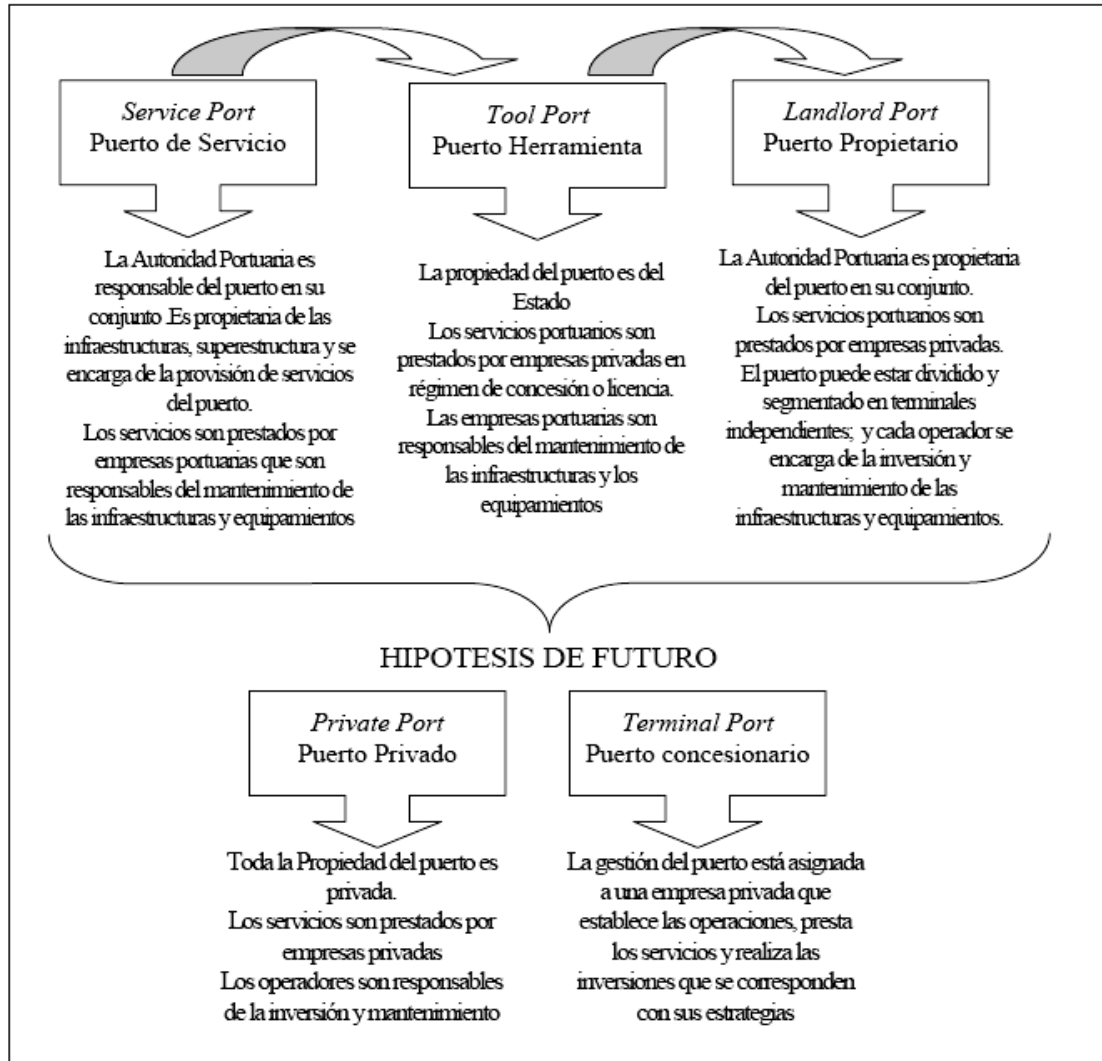 Service Port
Puerto de Servicio
Tool Port
Puerto Herramienta
Landlord Port
Puerto Propietario
La Autoridad Portuaria es
responsable del puerto en su
conjunto .Es propietaria de las
infraestructuras, superestructura y se
encarga de la provisión de servicios
del puerto.
Los servicios son prestados por
empresas portuarias que son
responsables del mantenimiento de
las infraestructuras y equipamientos
La propiedad del puerto es del
Estado
Los servicios portuarios son
prestados por empresas privadas en
régimen de concesión o licencia.
Las empresas portuarias son
responsables del mantenimiento de
las infraestructuras y los
equipamientos
La Autoridad Portuaria es propietaria
del puerto en su conjunto.
Los servicios portuarios son
prestados por empresas privadas.
El puerto puede estar dividido y
segmentado en terminales
independientes;  y cada operador se
encarga de la inversión y
mantenimiento de las
infraestructuras y equipamientos.
HIPOTESIS DE FUTURO
Private Port
Puerto Privado
Terminal Port
Puerto concesionario
Toda la Propiedad del puerto es
privada.
Los servicios son prestados por
empresas privadas
Los operadores son responsables
de la inversión y mantenimiento
La gestión del puerto está asignada
a una empresa privada que
establece las operaciones, presta
los servicios y realiza las
inversiones que se corresponden
con sus estrategias